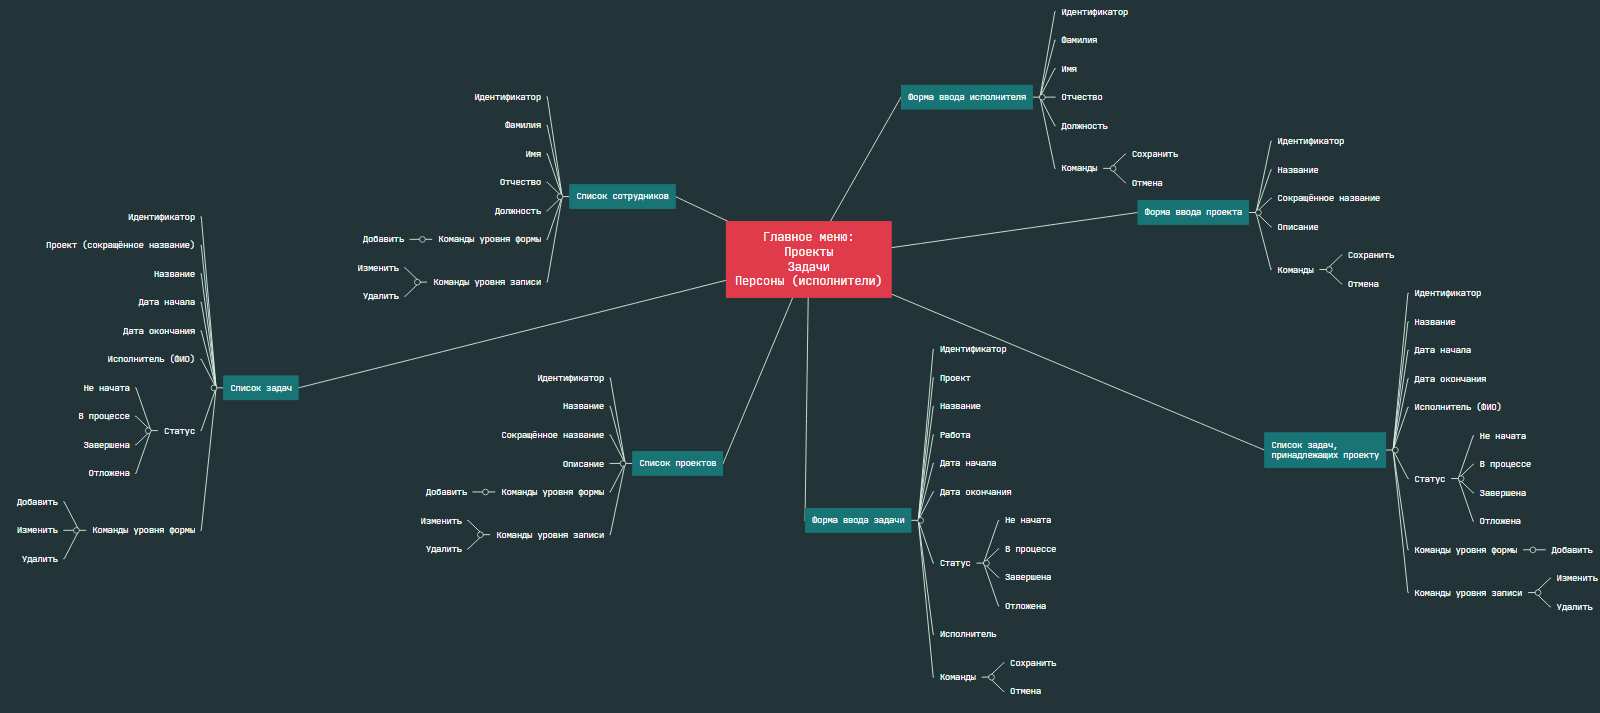 Главное меню:
Проекты
Задачи
Персоны (исполнители)
Форма ввода исполнителя
Идентификатор
Фамилия
Имя
Отчество
Должность
Команды
Сохранить
Отмена
Форма ввода проекта
Идентификатор
Название
Сокращённое название
Описание
Команды
Сохранить
Отмена
Список задач,
принадлежащих проекту
Идентификатор
Название
Дата начала
Дата окончания
Исполнитель (ФИО)
Статус
Не начата
В процессе
Завершена
Отложена
Команды уровня формы
Добавить
Команды уровня записи
Изменить
Удалить
Форма ввода задачи
Идентификатор
Проект
Название
Работа
Дата начала
Дата окончания
Статус
Не начата
В процессе
Завершена
Отложена
Исполнитель
Команды
Сохранить
Отмена
Список проектов
Идентификатор
Название
Сокращённое название
Описание
Команды уровня формы
Добавить
Команды уровня записи
Изменить
Удалить
Список задач
Идентификатор
Проект (сокращённое название)
Название
Дата начала
Дата окончания
Исполнитель (ФИО)
Статус
Не начата
В процессе
Завершена
Отложена
Команды уровня формы
Добавить
Изменить
Удалить
Список сотрудников
Идентификатор
Фамилия
Имя
Отчество
Должность
Команды уровня формы
Добавить
Команды уровня записи
Изменить
Удалить